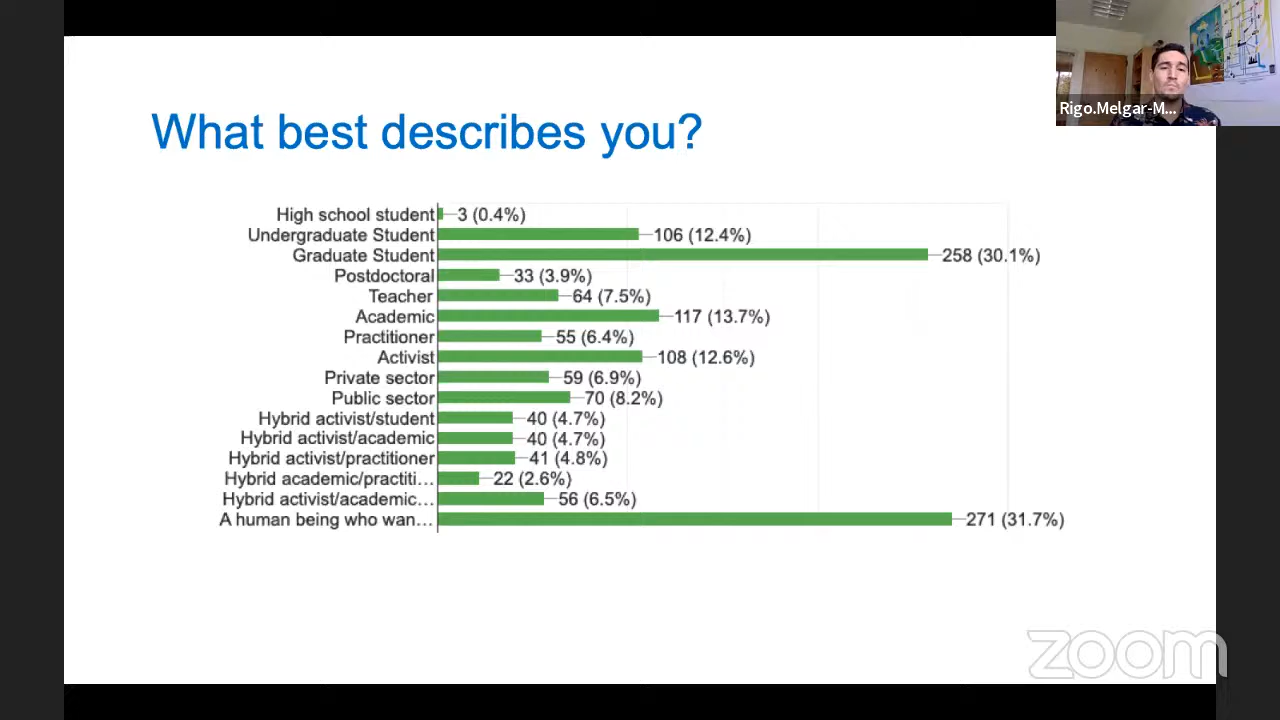 Rigo.Melgar-M...
What best describes you?
High school student 3 (0.4%)
Undergraduate Student 106 (12.4%)
Graduate Student 258 (30.1%)
Postdoctoral 33 (3.9%)
Teacher 64 (7.5%)
Academic 117 (13.7%)
Practitioner 55 (6.4%)
Activist 108 (12.6%)
Private sector 59 (6.9%)
Public sector 70 (8.2%)
Hybrid activist/student 40 (4.7%)
Hybrid activist/academic 40 (4.7%)
Hybrid activist/practitioner 41 (4.8%)
Hybrid academic/practiti... 22 (2.6%)
Hybrid activist/academic... 56 (6.5%)
A human being who wan... 271 (31.7%)
zoom